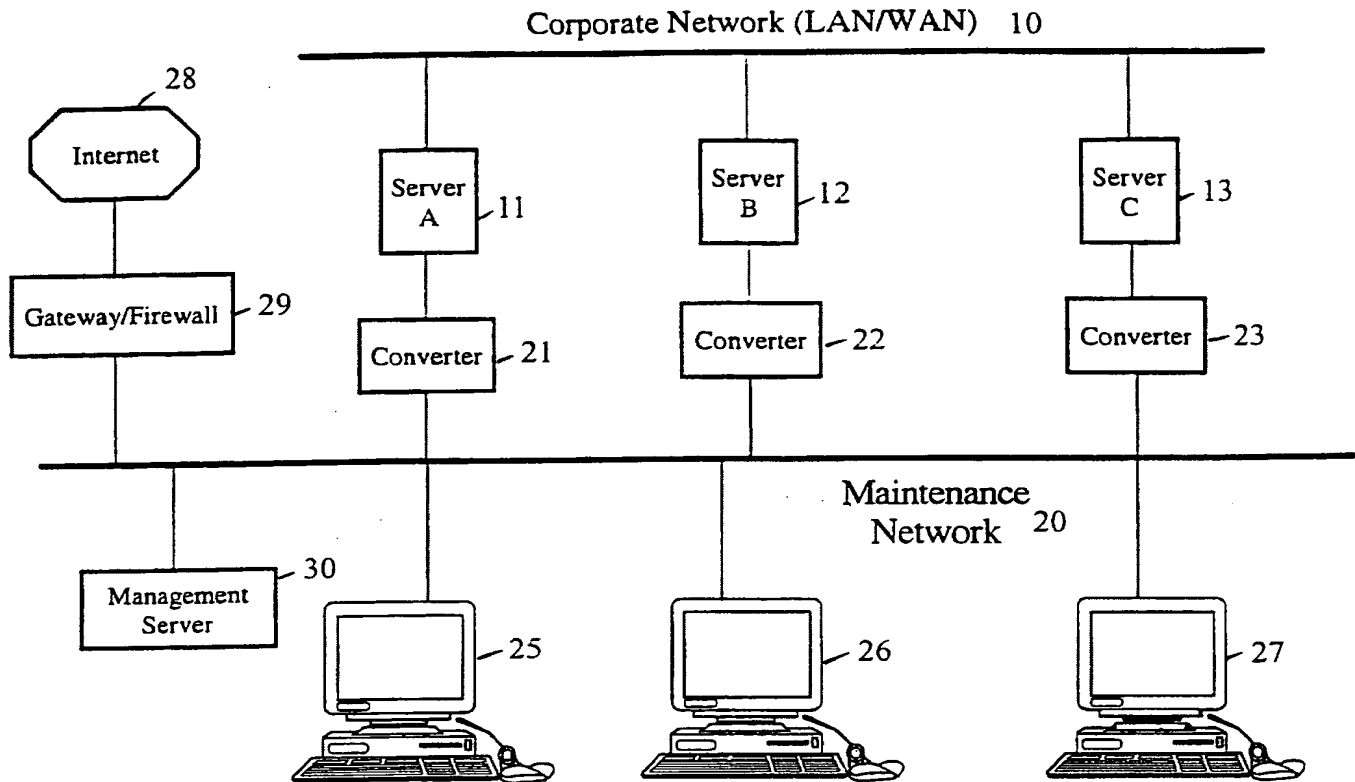 Corporate Network (LAN/WAN) 10
28
Internet
Server
A
11
Server
B
12
Server
C
13
Gateway/Firewall
29
Converter
21
Converter
22
Converter
23
Maintenance
Network 20
Management
Server
30
25
26
27